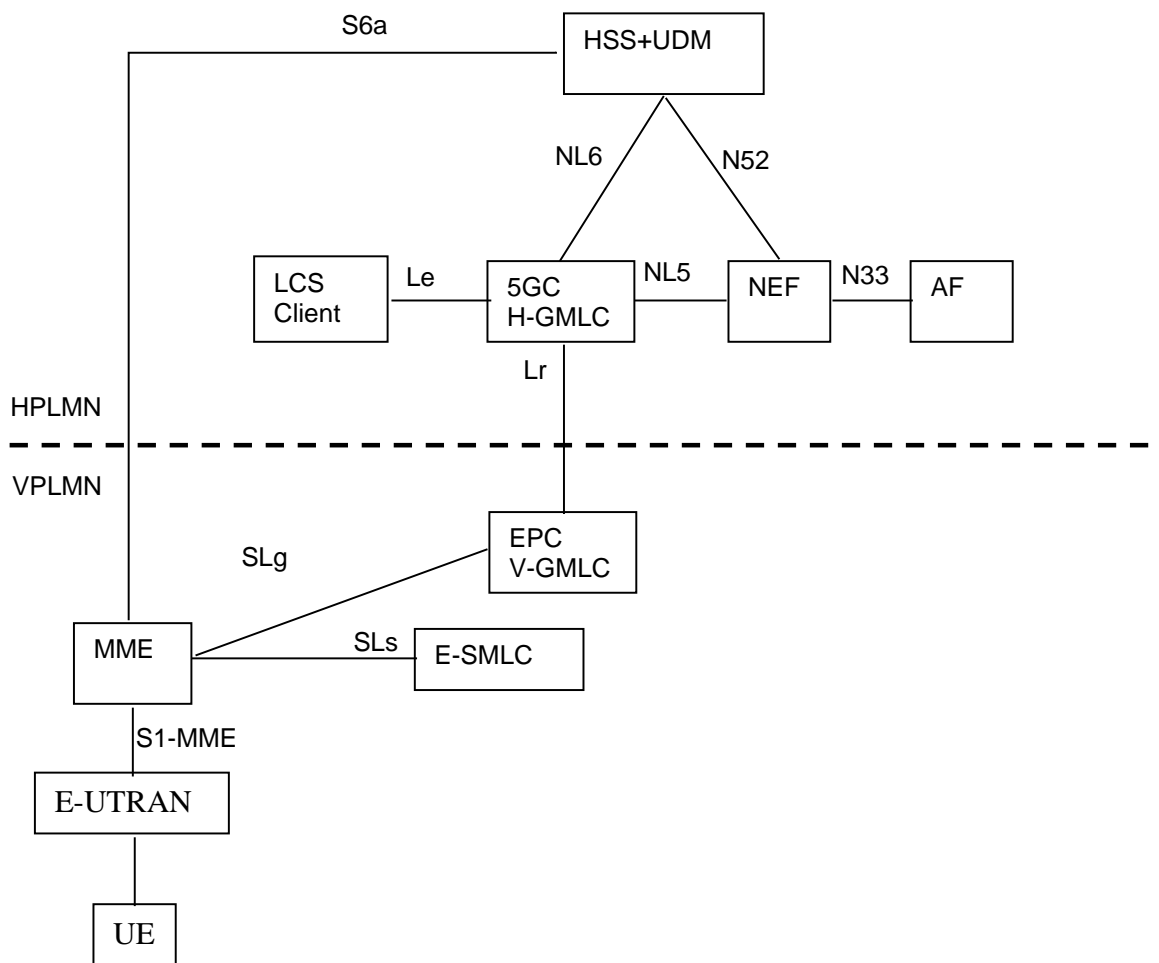 S6a
HSS+UDM
NL6
N52
LCS
Client
Le
5GC
H-GMLC
NL5
NEF
N33
AF
Lr
HPLMN
VPLMN
EPC
V-GMLC
SLg
MME
SLs
E-SMLC
S1-MME
E-UTRAN
UE